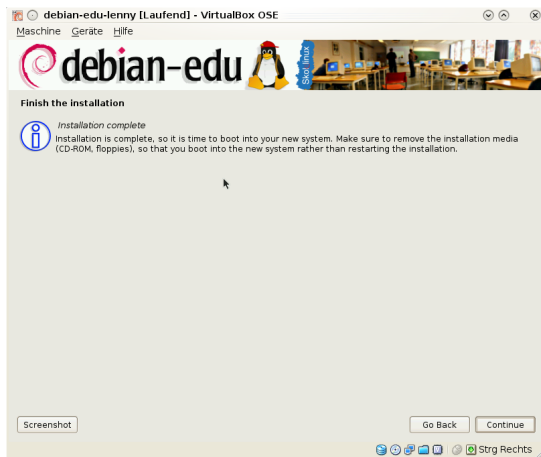 debian-edu-lenny [Laufend] - VirtualBox OSE
Maschine Geräte Hilfe
debian-edu
Skolelinux
Finish the installation
Installation complete
Installation is complete, so it is time to boot into your new system. Make sure to remove the installation media
(CD-ROM, floppies), so that you boot into the new system rather than restarting the installation.
Screenshot
Go Back
Continue
Strg Rechts